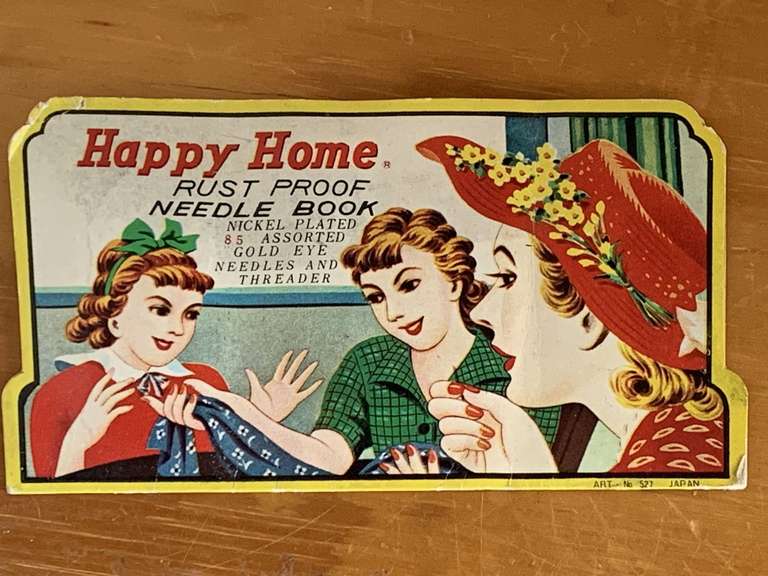 Happy Home ®
RUST PROOF
NEEDLE BOOK
NICKEL PLATED
85 ASSORTED
GOLD EYE
NEEDLES AND
THREADER
ART— No 527 JAPAN